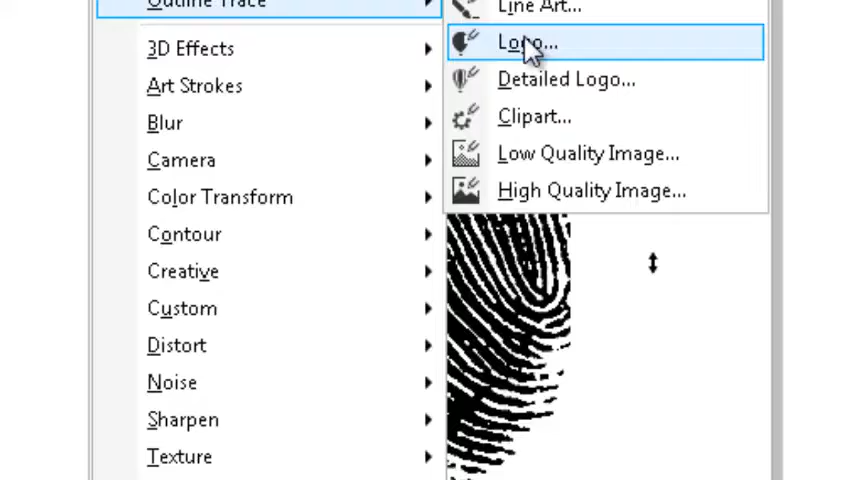 Outline Trace
Line Art...
Logo...
Detailed Logo...
Clipart...
Low Quality Image...
High Quality Image...
3D Effects
Art Strokes
Blur
Camera
Color Transform
Contour
Creative
Custom
Distort
Noise
Sharpen
Texture